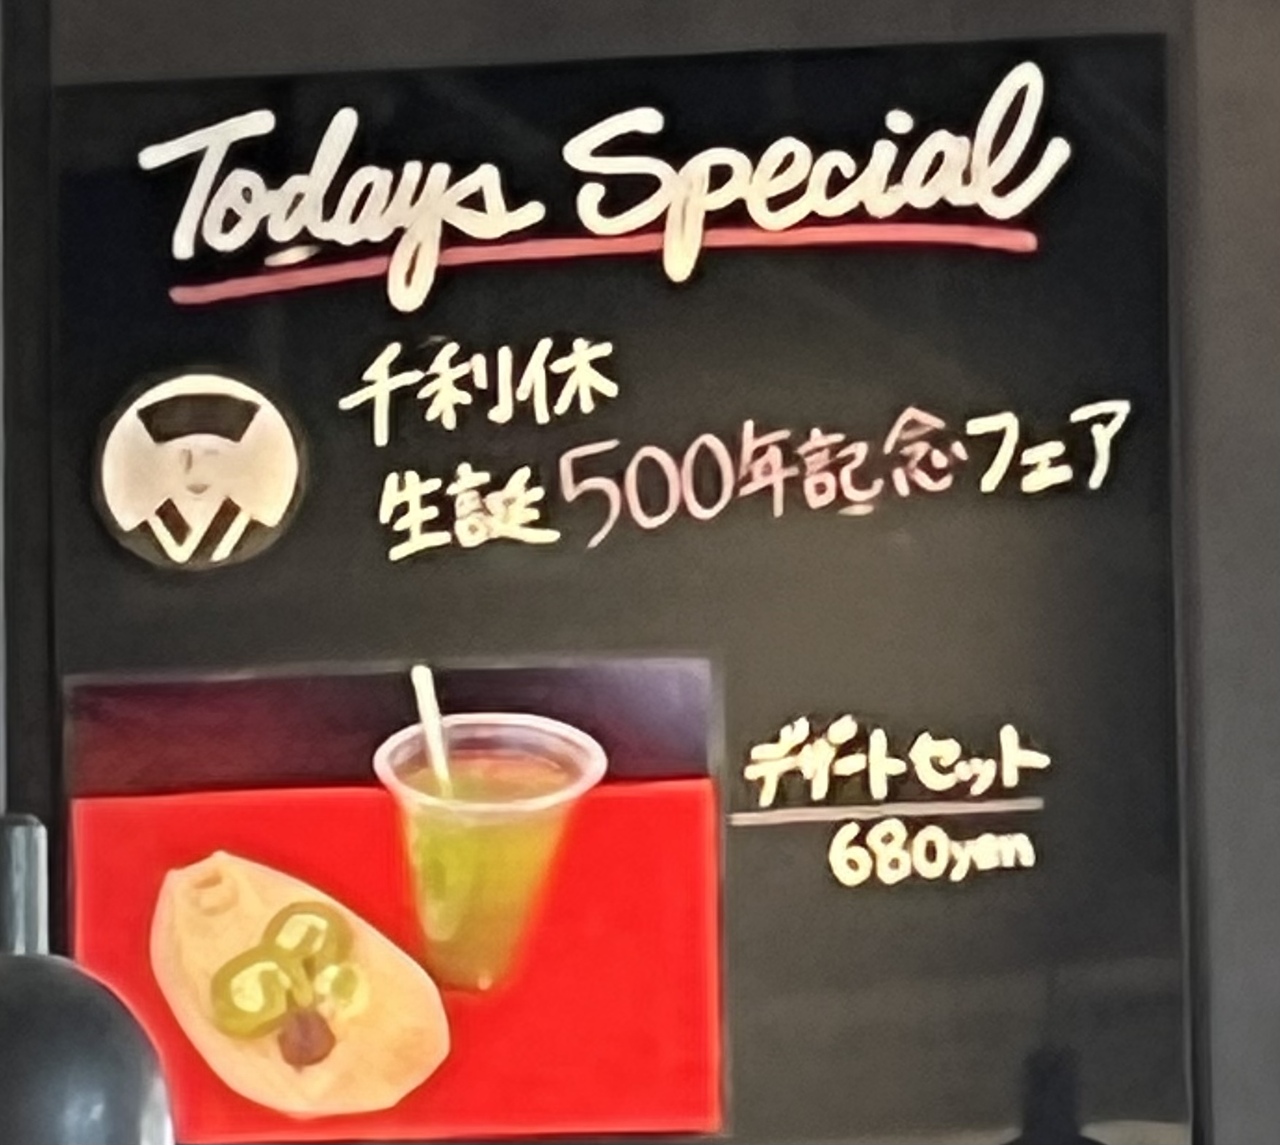 Todays Special
千利休
生誕500年記念フェア
デザートセット
680yen